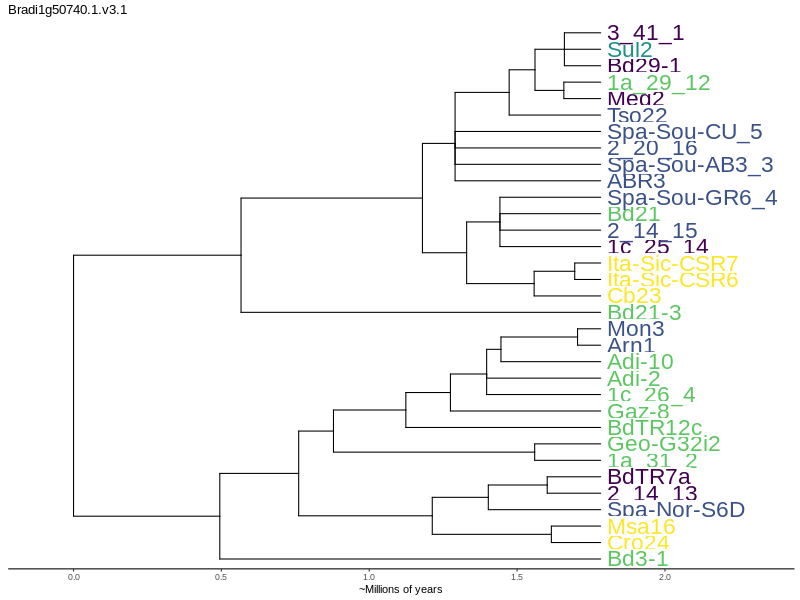 Bradi1g50740.1.v3.1
3_41_1
Sul2
Bd29-1
1a_29_12
Meg2
Tso22
Spa-Sou-CU_5
2_20_16
Spa-Sou-AB3_3
ABR3
Spa-Sou-GR6_4
Bd21
2_14_15
1c_25_14
Ita-Sic-CSR7
Ita-Sic-CSR6
Cb23
Bd21-3
Mon3
Arn1
Adi-10
Adi-2
1c_26_4
Gaz-8
BdTR12c
Geo-G32i2
1a_31_2
BdTR7a
2_14_13
Spa-Nor-S6D
Msa16
Cro24
Bd3-1
0.0 0.5 1.0 1.5 2.0
~Millions of years